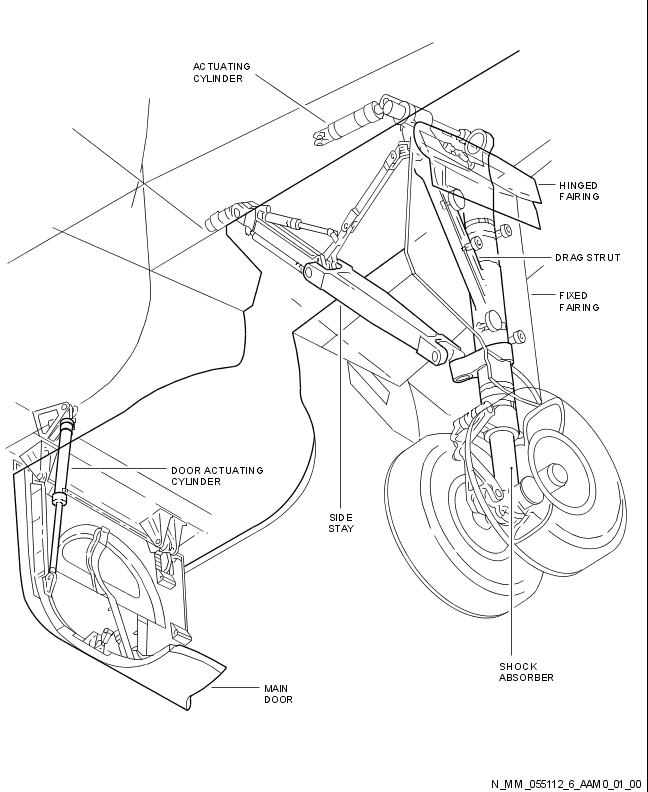 ACTUATING
CYLINDER
HINGED
FAIRING
DRAG STRUT
FIXED
FAIRING
DOOR ACTUATING
CYLINDER
SIDE
STAY
SHOCK
ABSORBER
MAIN
DOOR
N_MM_055112_6_AAM0_01_00